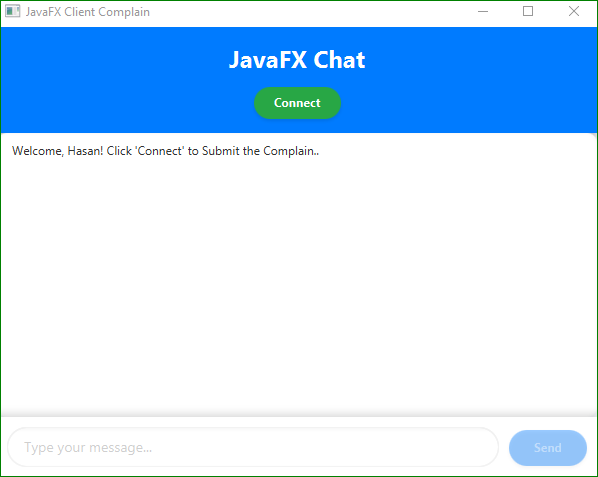 JavaFX Client Complain
JavaFX Chat
Connect
Welcome, Hasan! Click 'Connect' to Submit the Complain..
Type your message...
Send